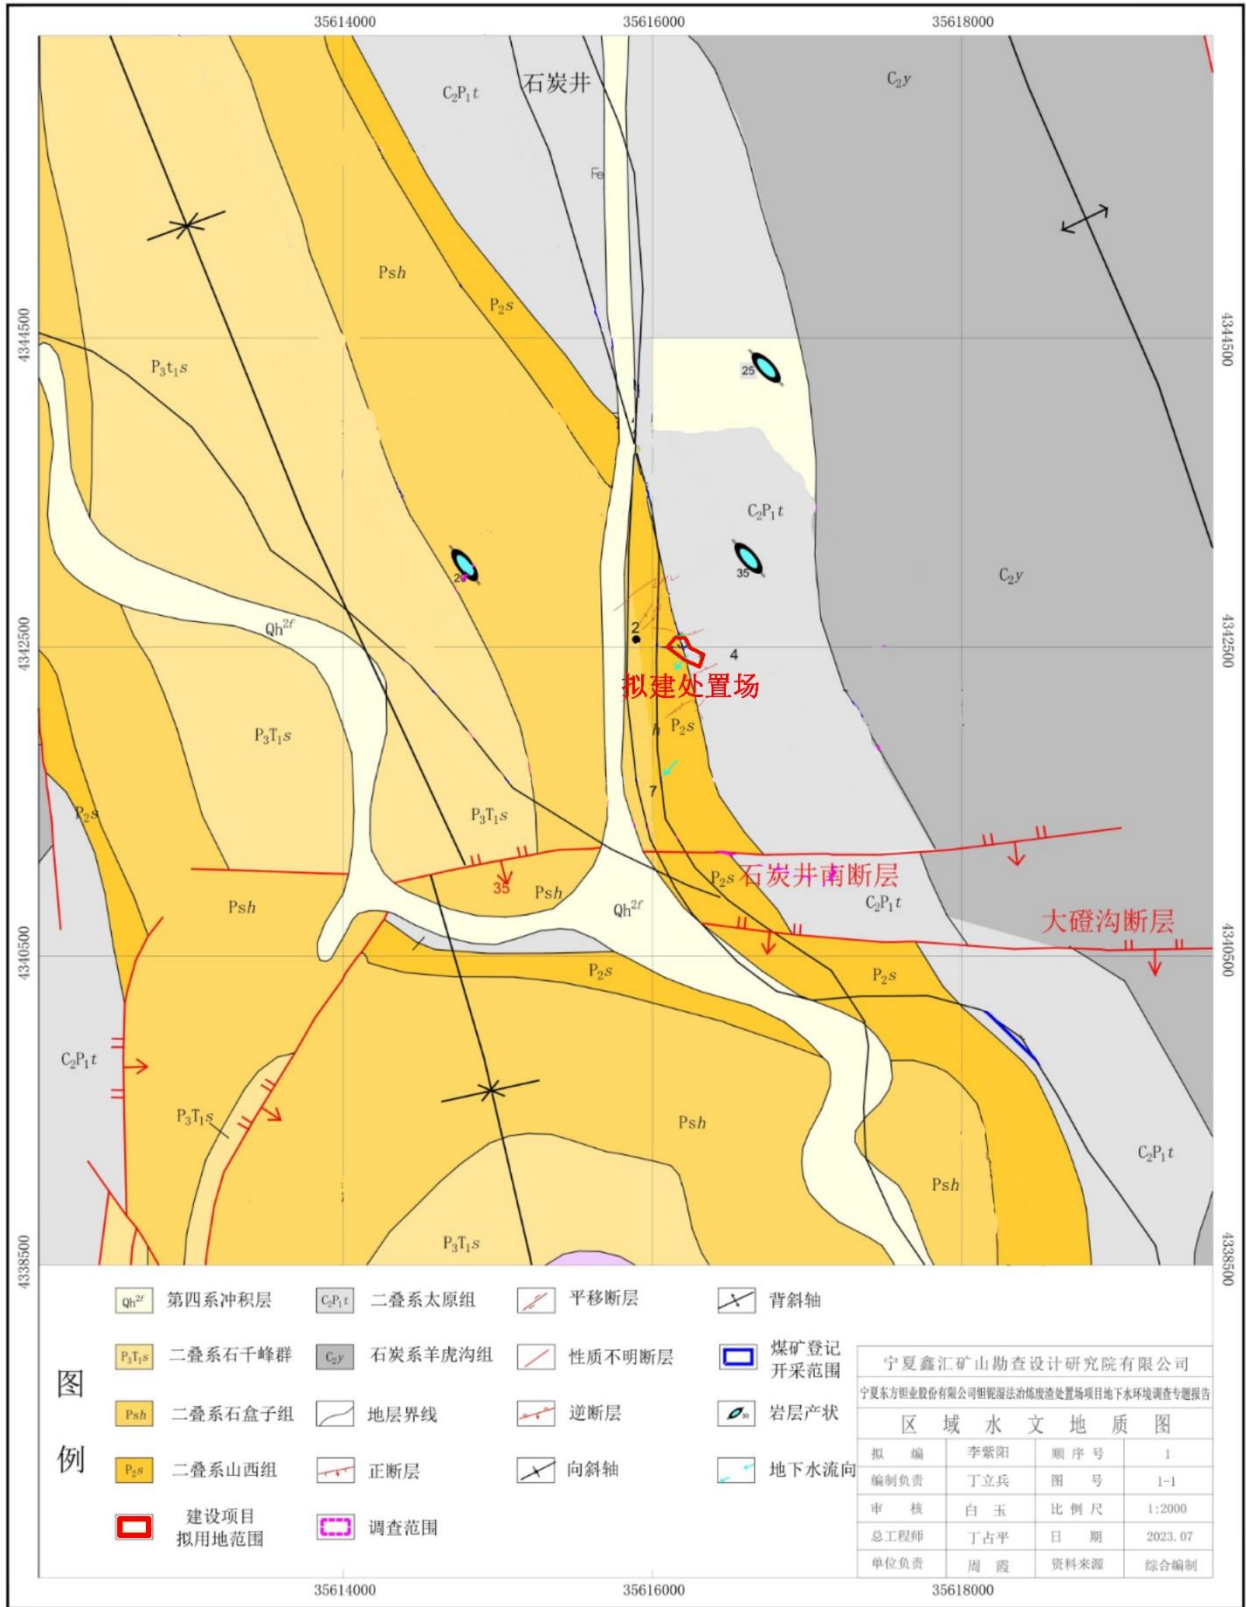 35614000
35616000
35618000
C₂P₁t
石炭井
C₂y
Fe
Psh
P₂s
4344500
4344500
P₃t₁s
25
C₂P₁t
35
C₂y
Qh²ᶠ
2
4342500
4
4342500
拟建处置场
P₂s
P₃T₁s
h
7
P₂s
P₃T₁s
P₂s
石炭井南断层
35
Psh
C₂P₁t
Psh
Qh²ᶠ
大磴沟断层
4340500
4340500
P₂s
P₂s
C₂P₁t
P₃T₁s
Psh
C₂P₁t
Psh
P₃T₁s
4338500
4338500
图例
Qh²ᶠ 第四系冲积层
C₂P₁t 二叠系太原组
平移断层
背斜轴
P₃T₁s 二叠系石千峰群
C₂y 石炭系羊虎沟组
性质不明断层
煤矿登记
开采范围
Psh 二叠系石盒子组
地层界线
逆断层
30 岩层产状
P₂s 二叠系山西组
正断层
向斜轴
地下水流向
建设项目
拟用地范围
调查范围
宁夏鑫汇矿山勘查设计研究院有限公司
宁夏东方钽业股份有限公司钽铌湿法冶炼废渣处置场项目地下水环境调查专题报告
区域水文地质图
拟编 李紫阳 顺序号 1
编制负责 丁立兵 图号 1-1
审核 白玉 比例尺 1:2000
总工程师 丁占平 日期 2023.07
单位负责 周霞 资料来源 综合编制
35614000
35616000
35618000